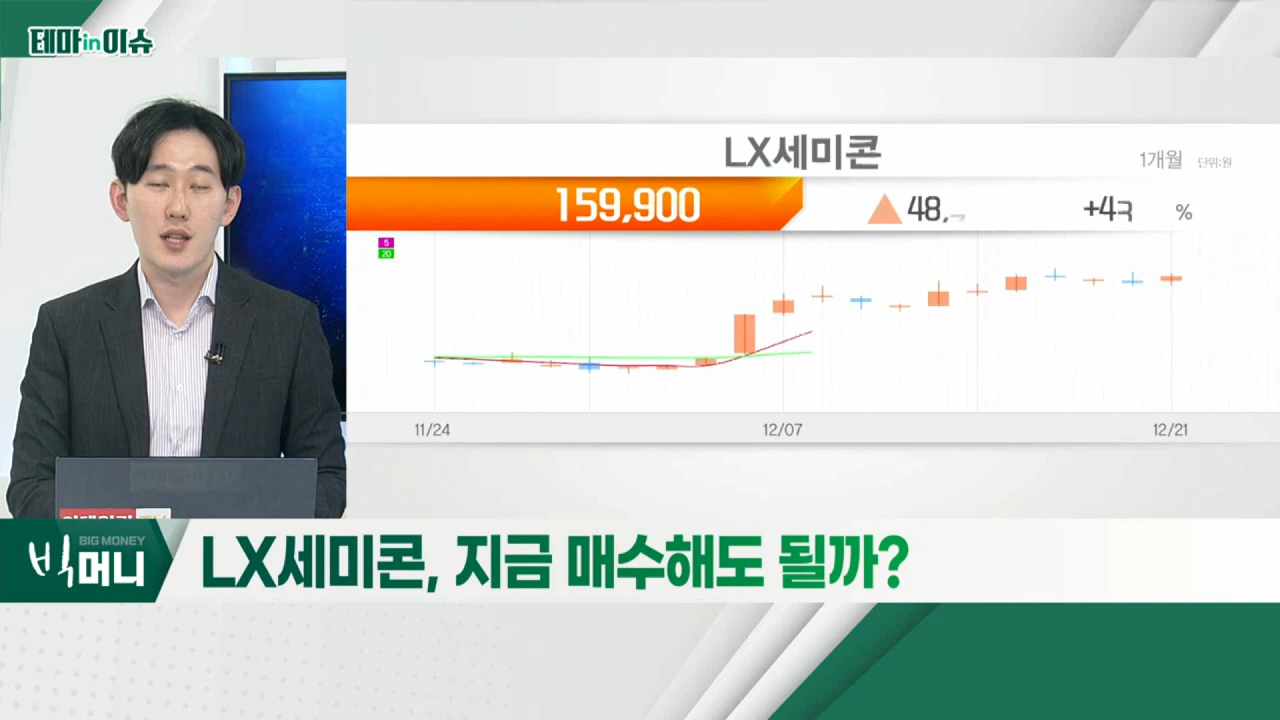 테마in이슈
LX세미콘
1개월 단위:원
159,900
▲48,
+4 %
5
20
11/24 12/07 12/21
빅머니 BIG MONEY
LX세미콘, 지금 매수해도 될까?